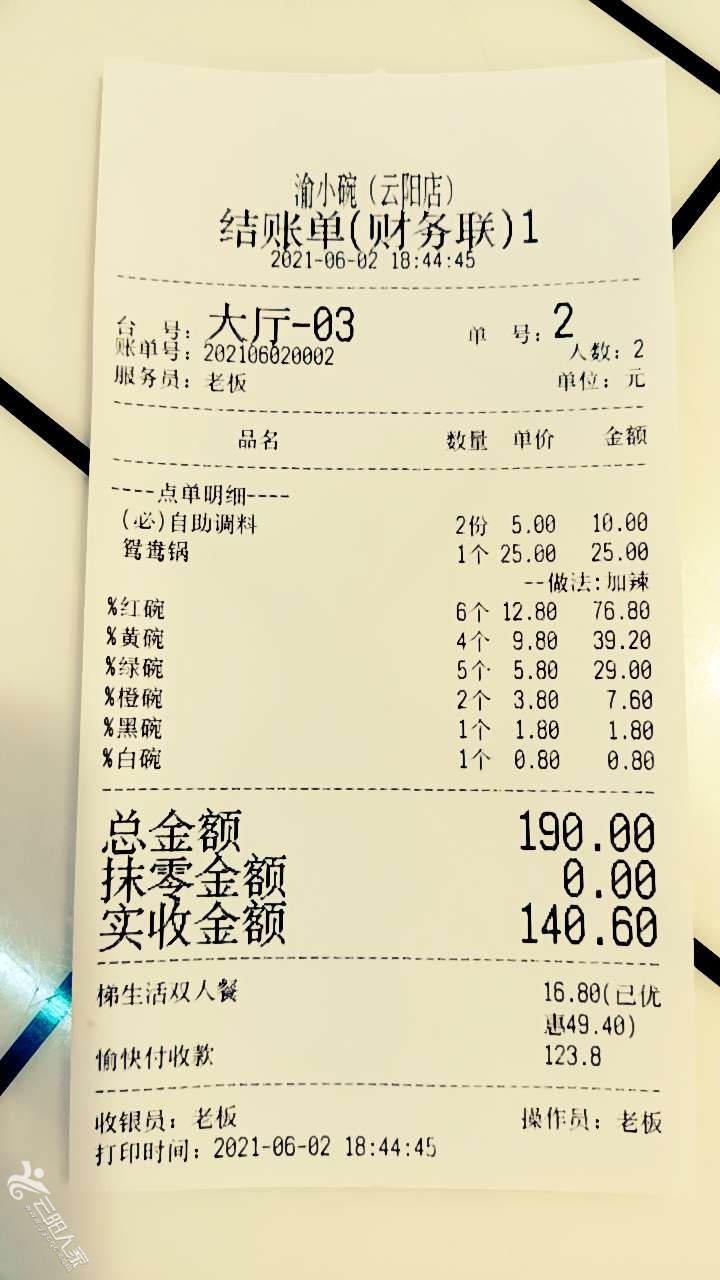 渝小碗(云阳店)
结账单(财务联)1
2021-06-02 18:44:45
台 号: 大厅-03 单 号: 2
账单号: 202106020002 人数: 2
服务员: 老板 单位: 元
品名 数量 单价 金额
----点单明细----
(必)自助调料 2份 5.00 10.00
鸳鸯锅 1个 25.00 25.00
--做法:加辣
%红碗 6个 12.80 76.80
%黄碗 4个 9.80 39.20
%绿碗 5个 5.80 29.00
%橙碗 2个 3.80 7.60
%黑碗 1个 1.80 1.80
%白碗 1个 0.80 0.80
总金额 190.00
抹零金额 0.00
实收金额 140.60
梯生活双人餐 16.80(已优
惠49.40)
愉快付收款 123.8
收银员: 老板 操作员: 老板
打印时间: 2021-06-02 18:44:45
云阳人家